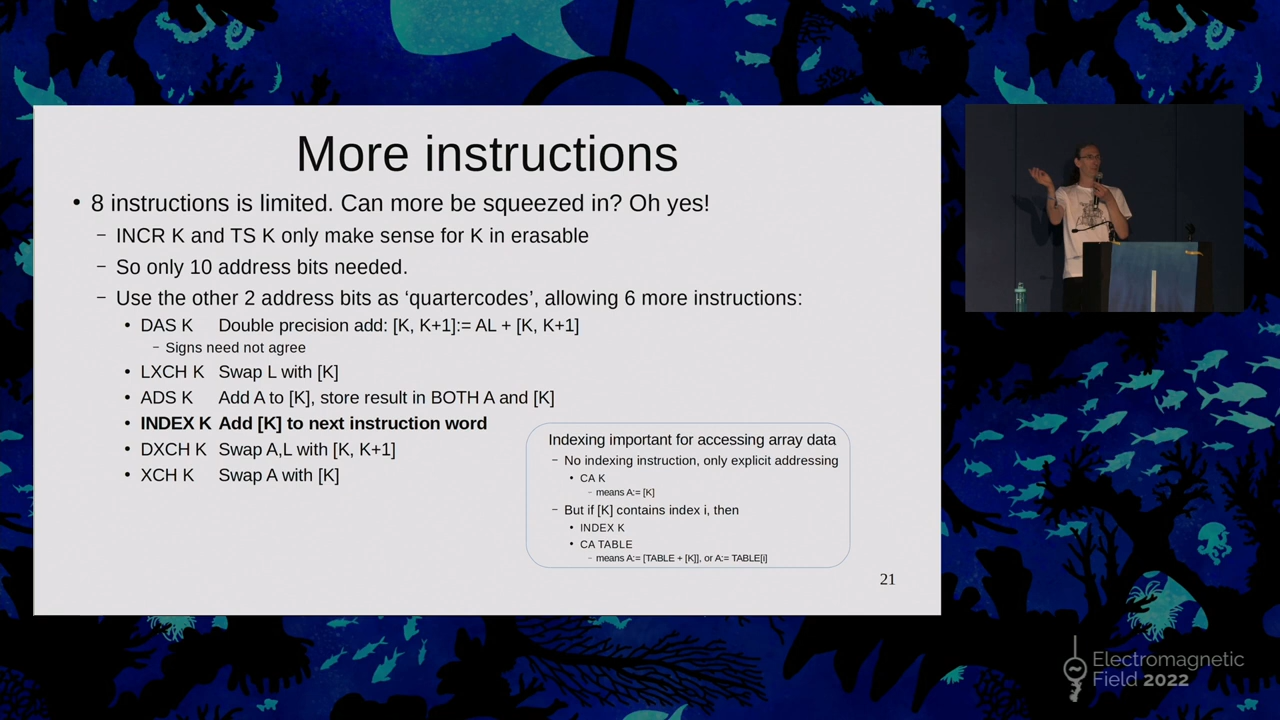 More instructions
• 8 instructions is limited. Can more be squeezed in? Oh yes!
– INCR K and TS K only make sense for K in erasable
– So only 10 address bits needed.
– Use the other 2 address bits as ‘quartercodes’, allowing 6 more instructions:
• DAS K Double precision add: [K, K+1]:= AL + [K, K+1]
– Signs need not agree
• LXCH K Swap L with [K]
• ADS K Add A to [K], store result in BOTH A and [K]
• INDEX K Add [K] to next instruction word
• DXCH K Swap A,L with [K, K+1]
• XCH K Swap A with [K]
Indexing important for accessing array data
– No indexing instruction, only explicit addressing
• CA K
– means A:= [K]
– But if [K] contains index i, then
• INDEX K
• CA TABLE
– means A:= [TABLE + [K]], or A:= TABLE[i]
21
Electromagnetic
Field 2022